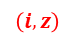 (i, z)